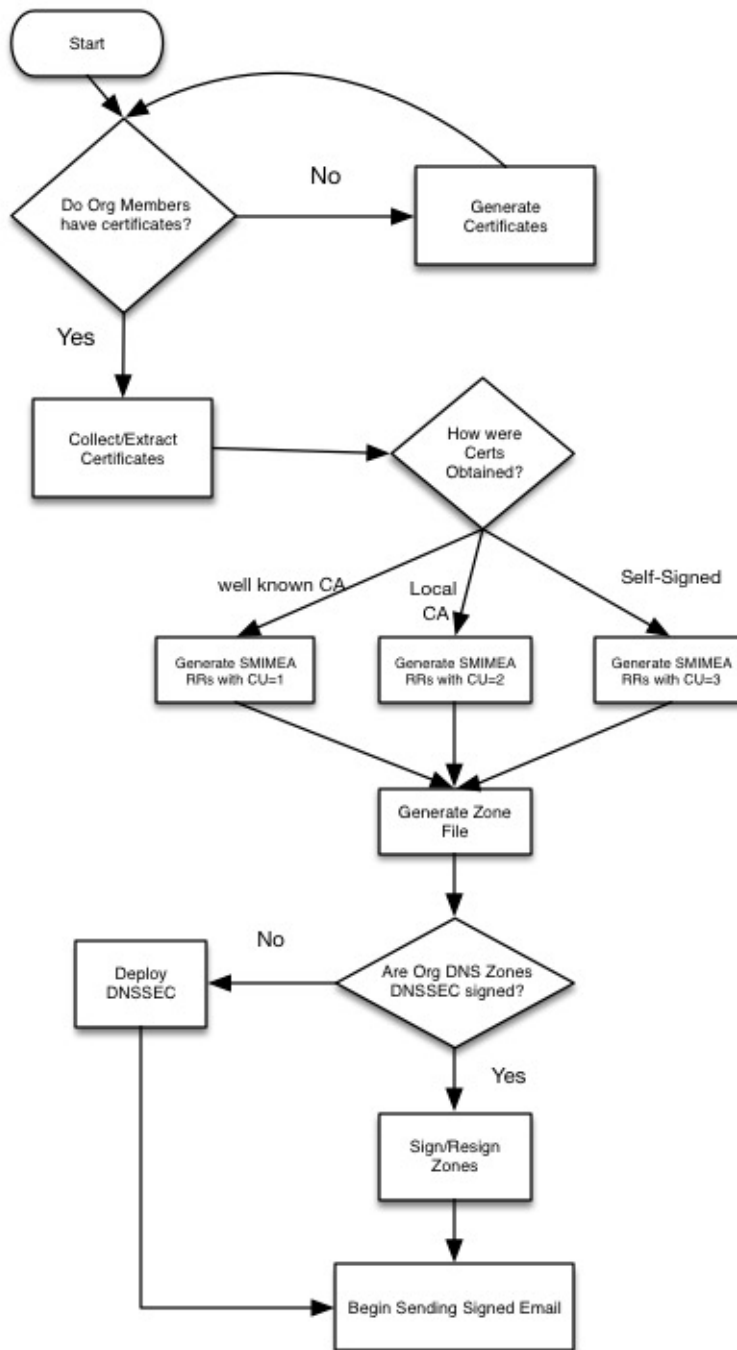 Start
Do Org Members
have certificates?
No
Generate
Certificates
Yes
Collect/Extract
Certificates
How were
Certs
Obtained?
well known CA
Local
CA
Self-Signed
Generate SMIMEA
RRs with CU=1
Generate SMIMEA
RRs with CU=2
Generate SMIMEA
RRs with CU=3
Generate Zone
File
Are Org DNS Zones
DNSSEC signed?
No
Deploy
DNSSEC
Yes
Sign/Resign
Zones
Begin Sending Signed Email